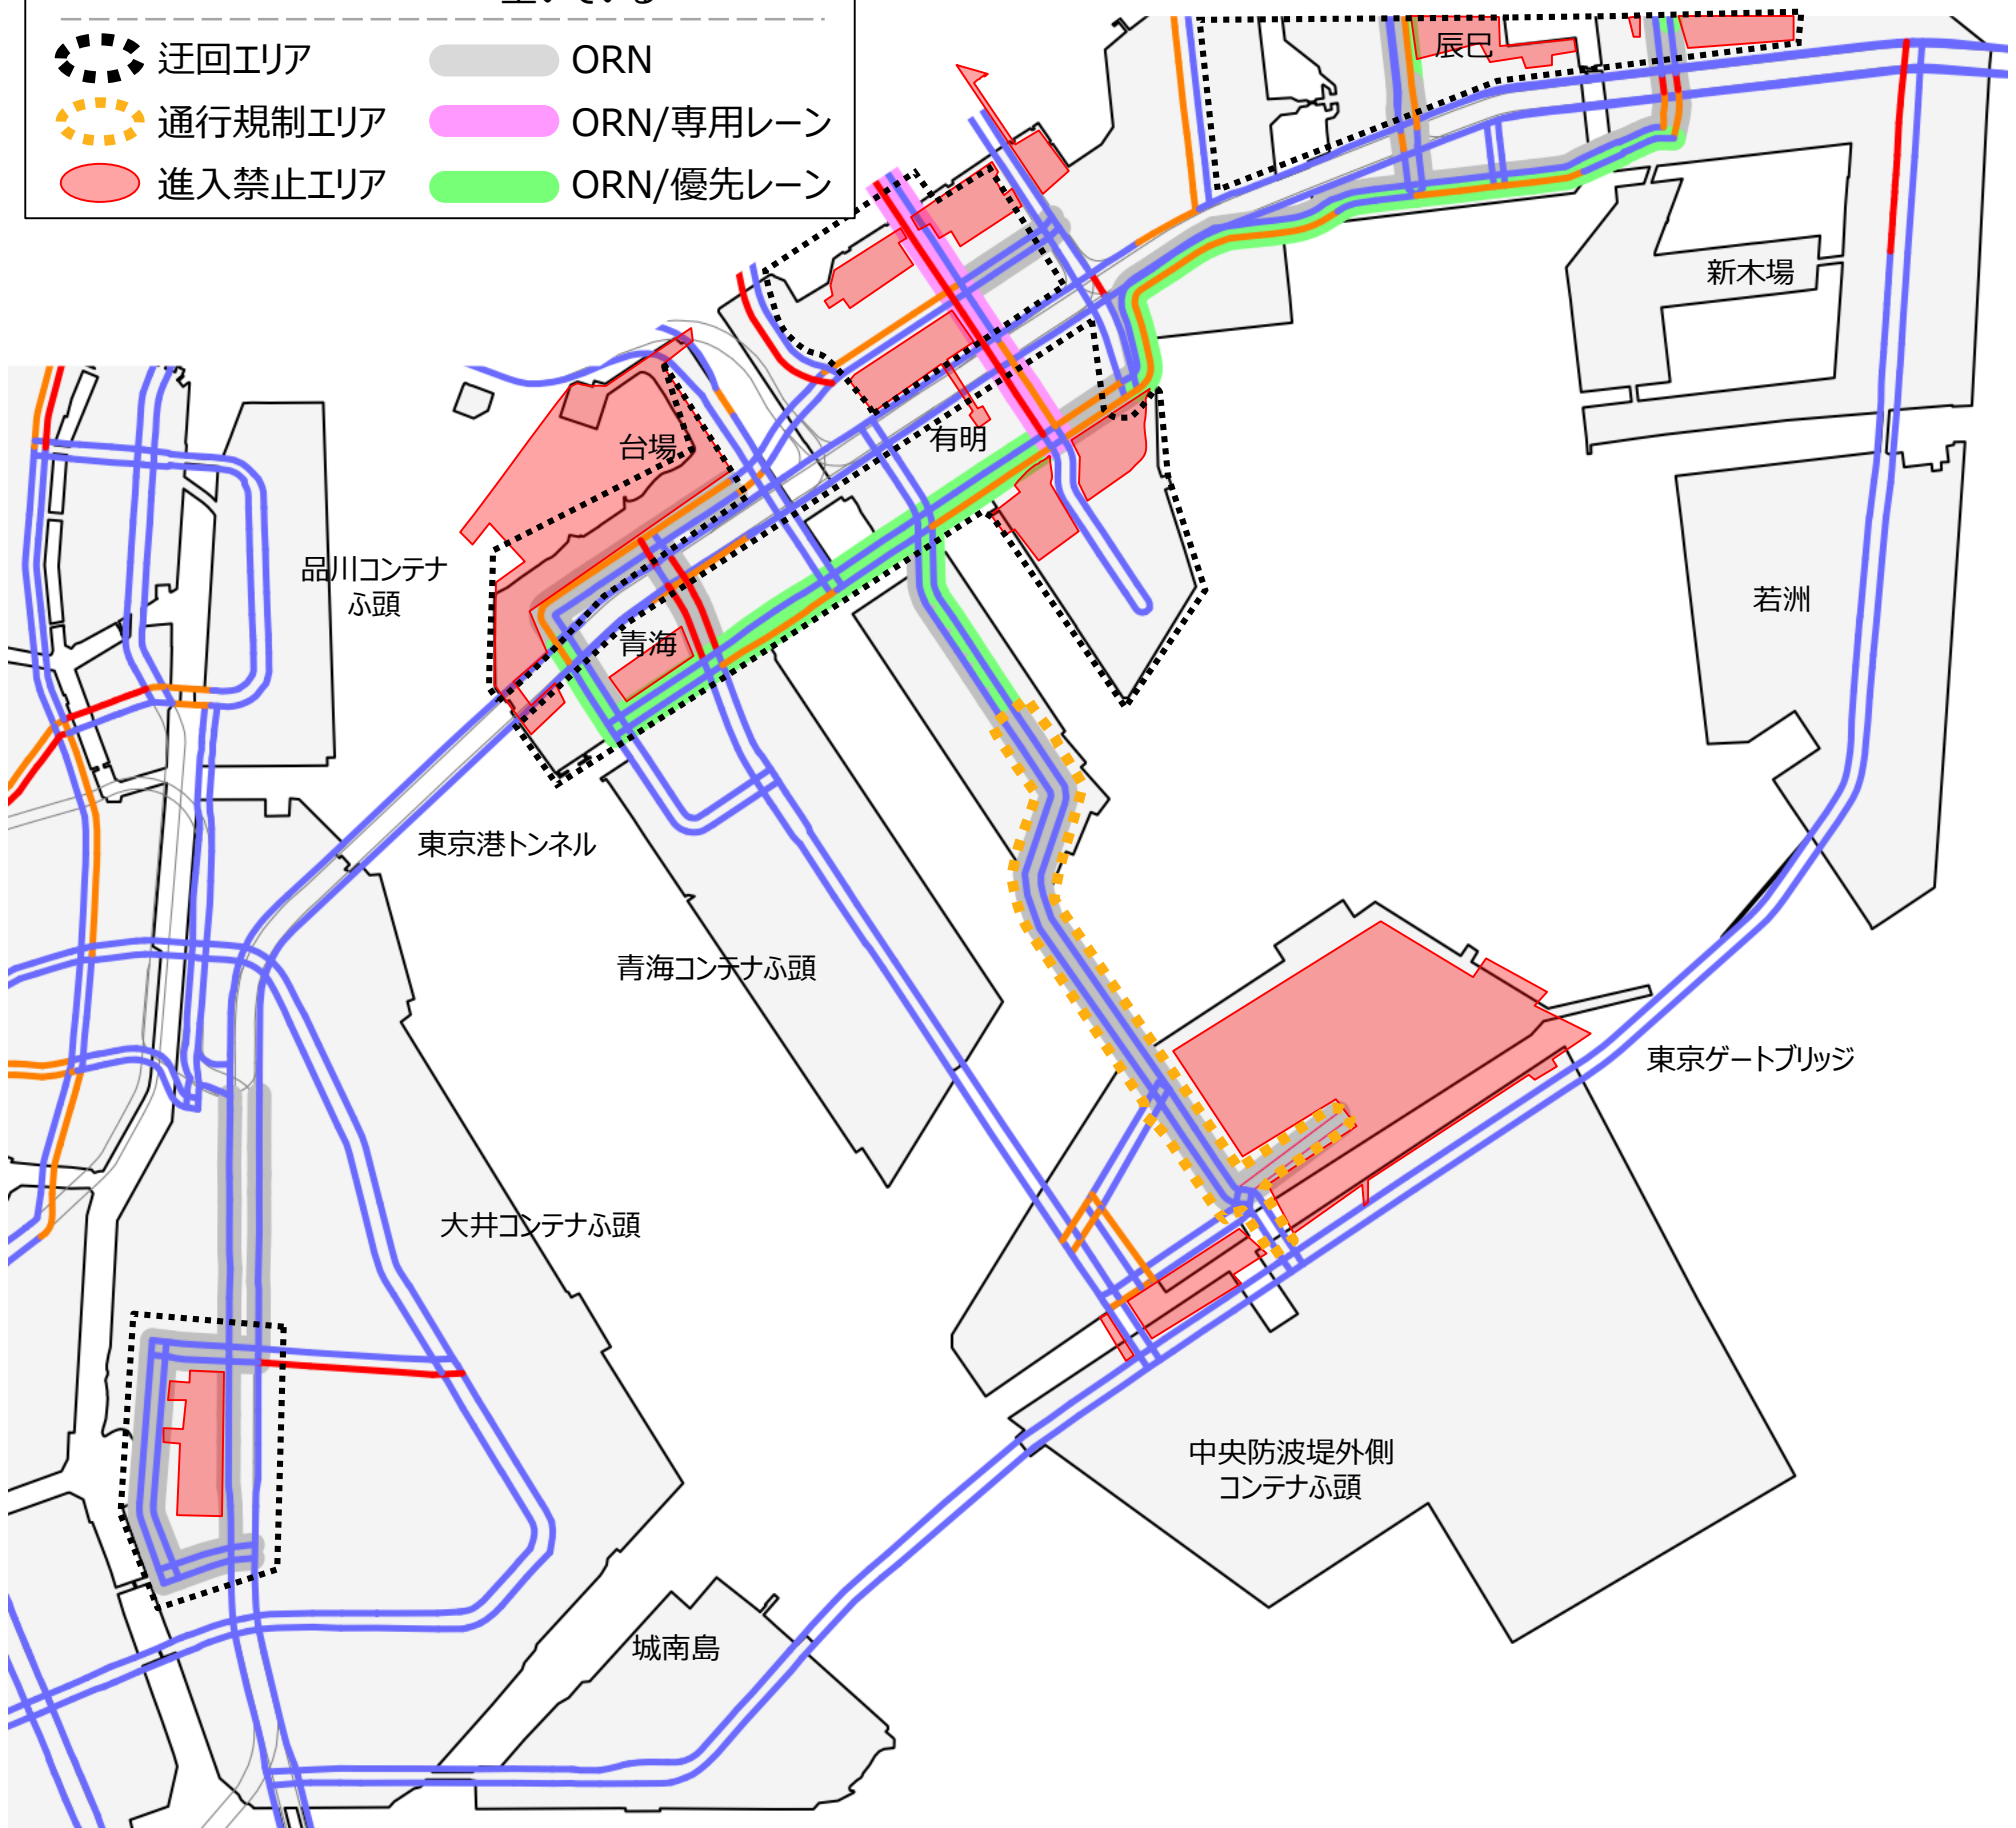 空いている
迂回エリア
ORN
通行規制エリア
ORN/専用レーン
進入禁止エリア
ORN/優先レーン
辰巳
新木場
有明
台場
品川コンテナ
ふ頭
青海
若洲
東京港トンネル
青海コンテナふ頭
東京ゲートブリッジ
大井コンテナふ頭
中央防波堤外側
コンテナふ頭
城南島